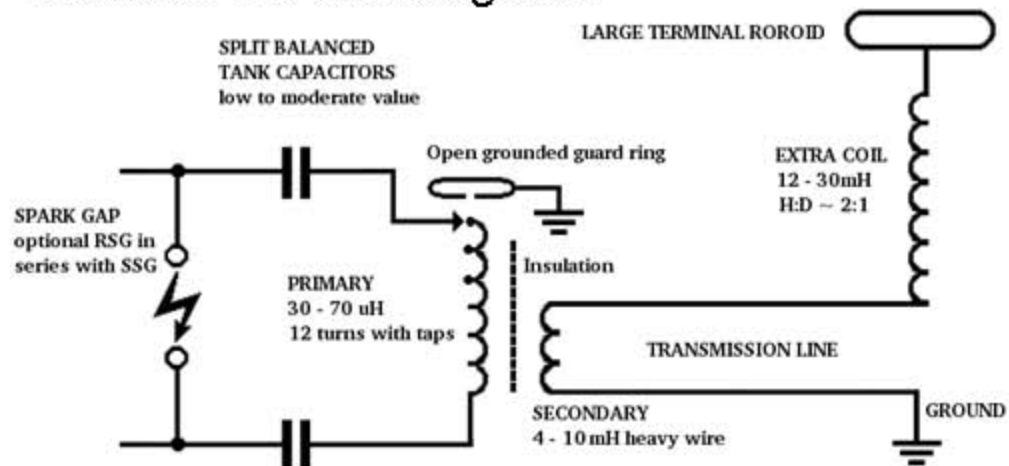 SPLIT BALANCED
TANK CAPACITORS
low to moderate value
LARGE TERMINAL ROROID
Open grounded guard ring
EXTRA COIL
12 - 30mH
H:D ~ 2:1
SPARK GAP
optional RSG in
series with SSG
Insulation
PRIMARY
30 - 70 uH
12 turns with taps
TRANSMISSION LINE
SECONDARY
4 - 10 mH heavy wire
GROUND